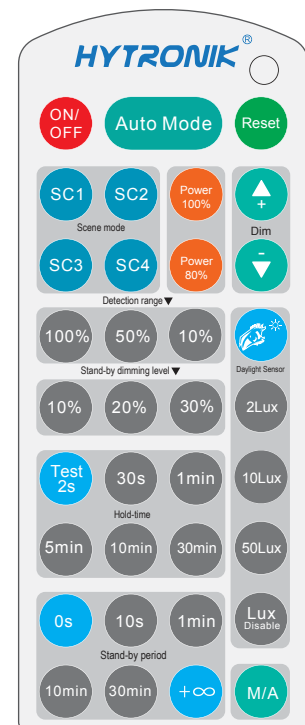 HYTRONIK®
ON/
OFF
Auto Mode
Reset
SC1
SC2
Power
100%
+
Scene mode
Dim
SC3
SC4
Power
80%
-
Detection range▼
100%
50%
10%
Stand-by dimming level▼
Daylight Sensor
10%
20%
30%
2Lux
Test
2s
30s
1min
10Lux
Hold-time
5min
10min
30min
50Lux
0s
10s
1min
Lux
Disable
Stand-by period
10min
30min
+∞
M/A